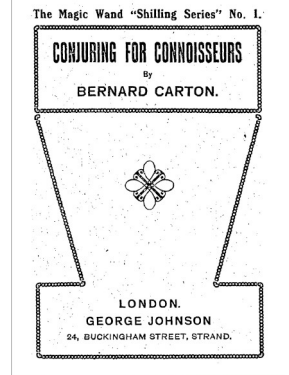 The Magic Wand "Shilling Series" No. 1.
CONJURING FOR CONNOISSEURS
By
BERNARD CARTON.
LONDON.
GEORGE JOHNSON
24, BUCKINGHAM STREET, STRAND.